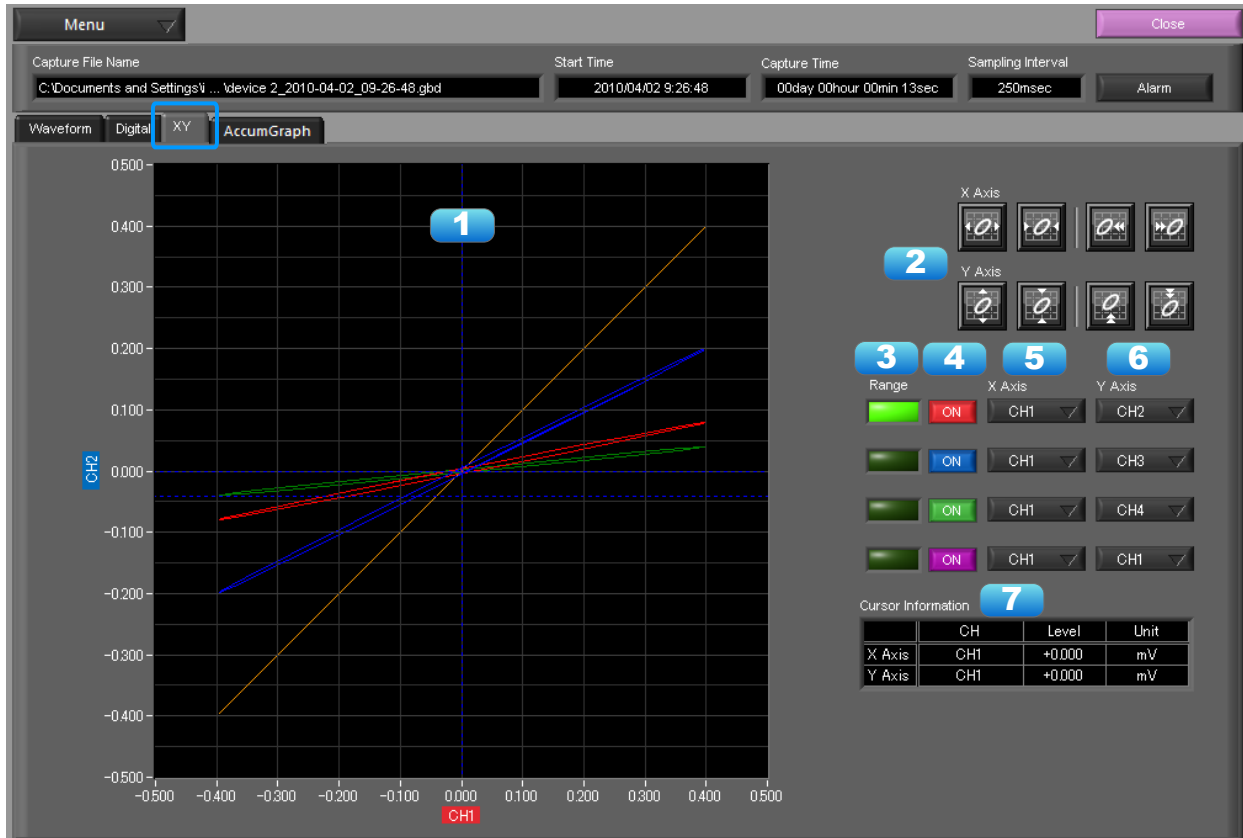 Menu
Close
Capture File Name
Start Time
Capture Time
Sampling Interval
C:\Documents and Settings\i ... \device 2_2010-04-02_09-26-48.gbd
2010/04/02 9:26:48
00day 00hour 00min 13sec
250msec
Alarm
Waveform
Digital
XY
AccumGraph
0.500
0.400
0.300
0.200
0.100
0.000
-0.100
-0.200
-0.300
-0.400
-0.500
CH2
-0.500 -0.400 -0.300 -0.200 -0.100 0.000 0.100 0.200 0.300 0.400 0.500
CH1
1
X Axis
2
Y Axis
3 4 5 6
Range X Axis Y Axis
ON CH1 CH2
ON CH1 CH3
ON CH1 CH4
ON CH1 CH1
Cursor Information 7
CH Level Unit
X Axis CH1 +0.000 mV
Y Axis CH1 +0.000 mV